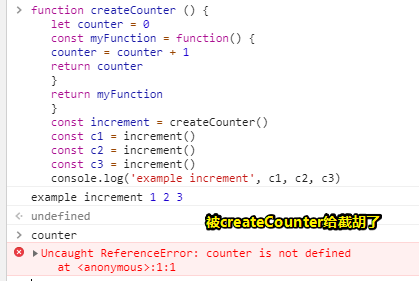 function createCounter () {
let counter = 0
const myFunction = function() {
counter = counter + 1
return counter
}
return myFunction
}
const increment = createCounter()
const c1 = increment()
const c2 = increment()
const c3 = increment()
console.log('example increment', c1, c2, c3)
example increment 1 2 3
undefined
被createCounter给截胡了
counter
Uncaught ReferenceError: counter is not defined
at <anonymous>:1:1